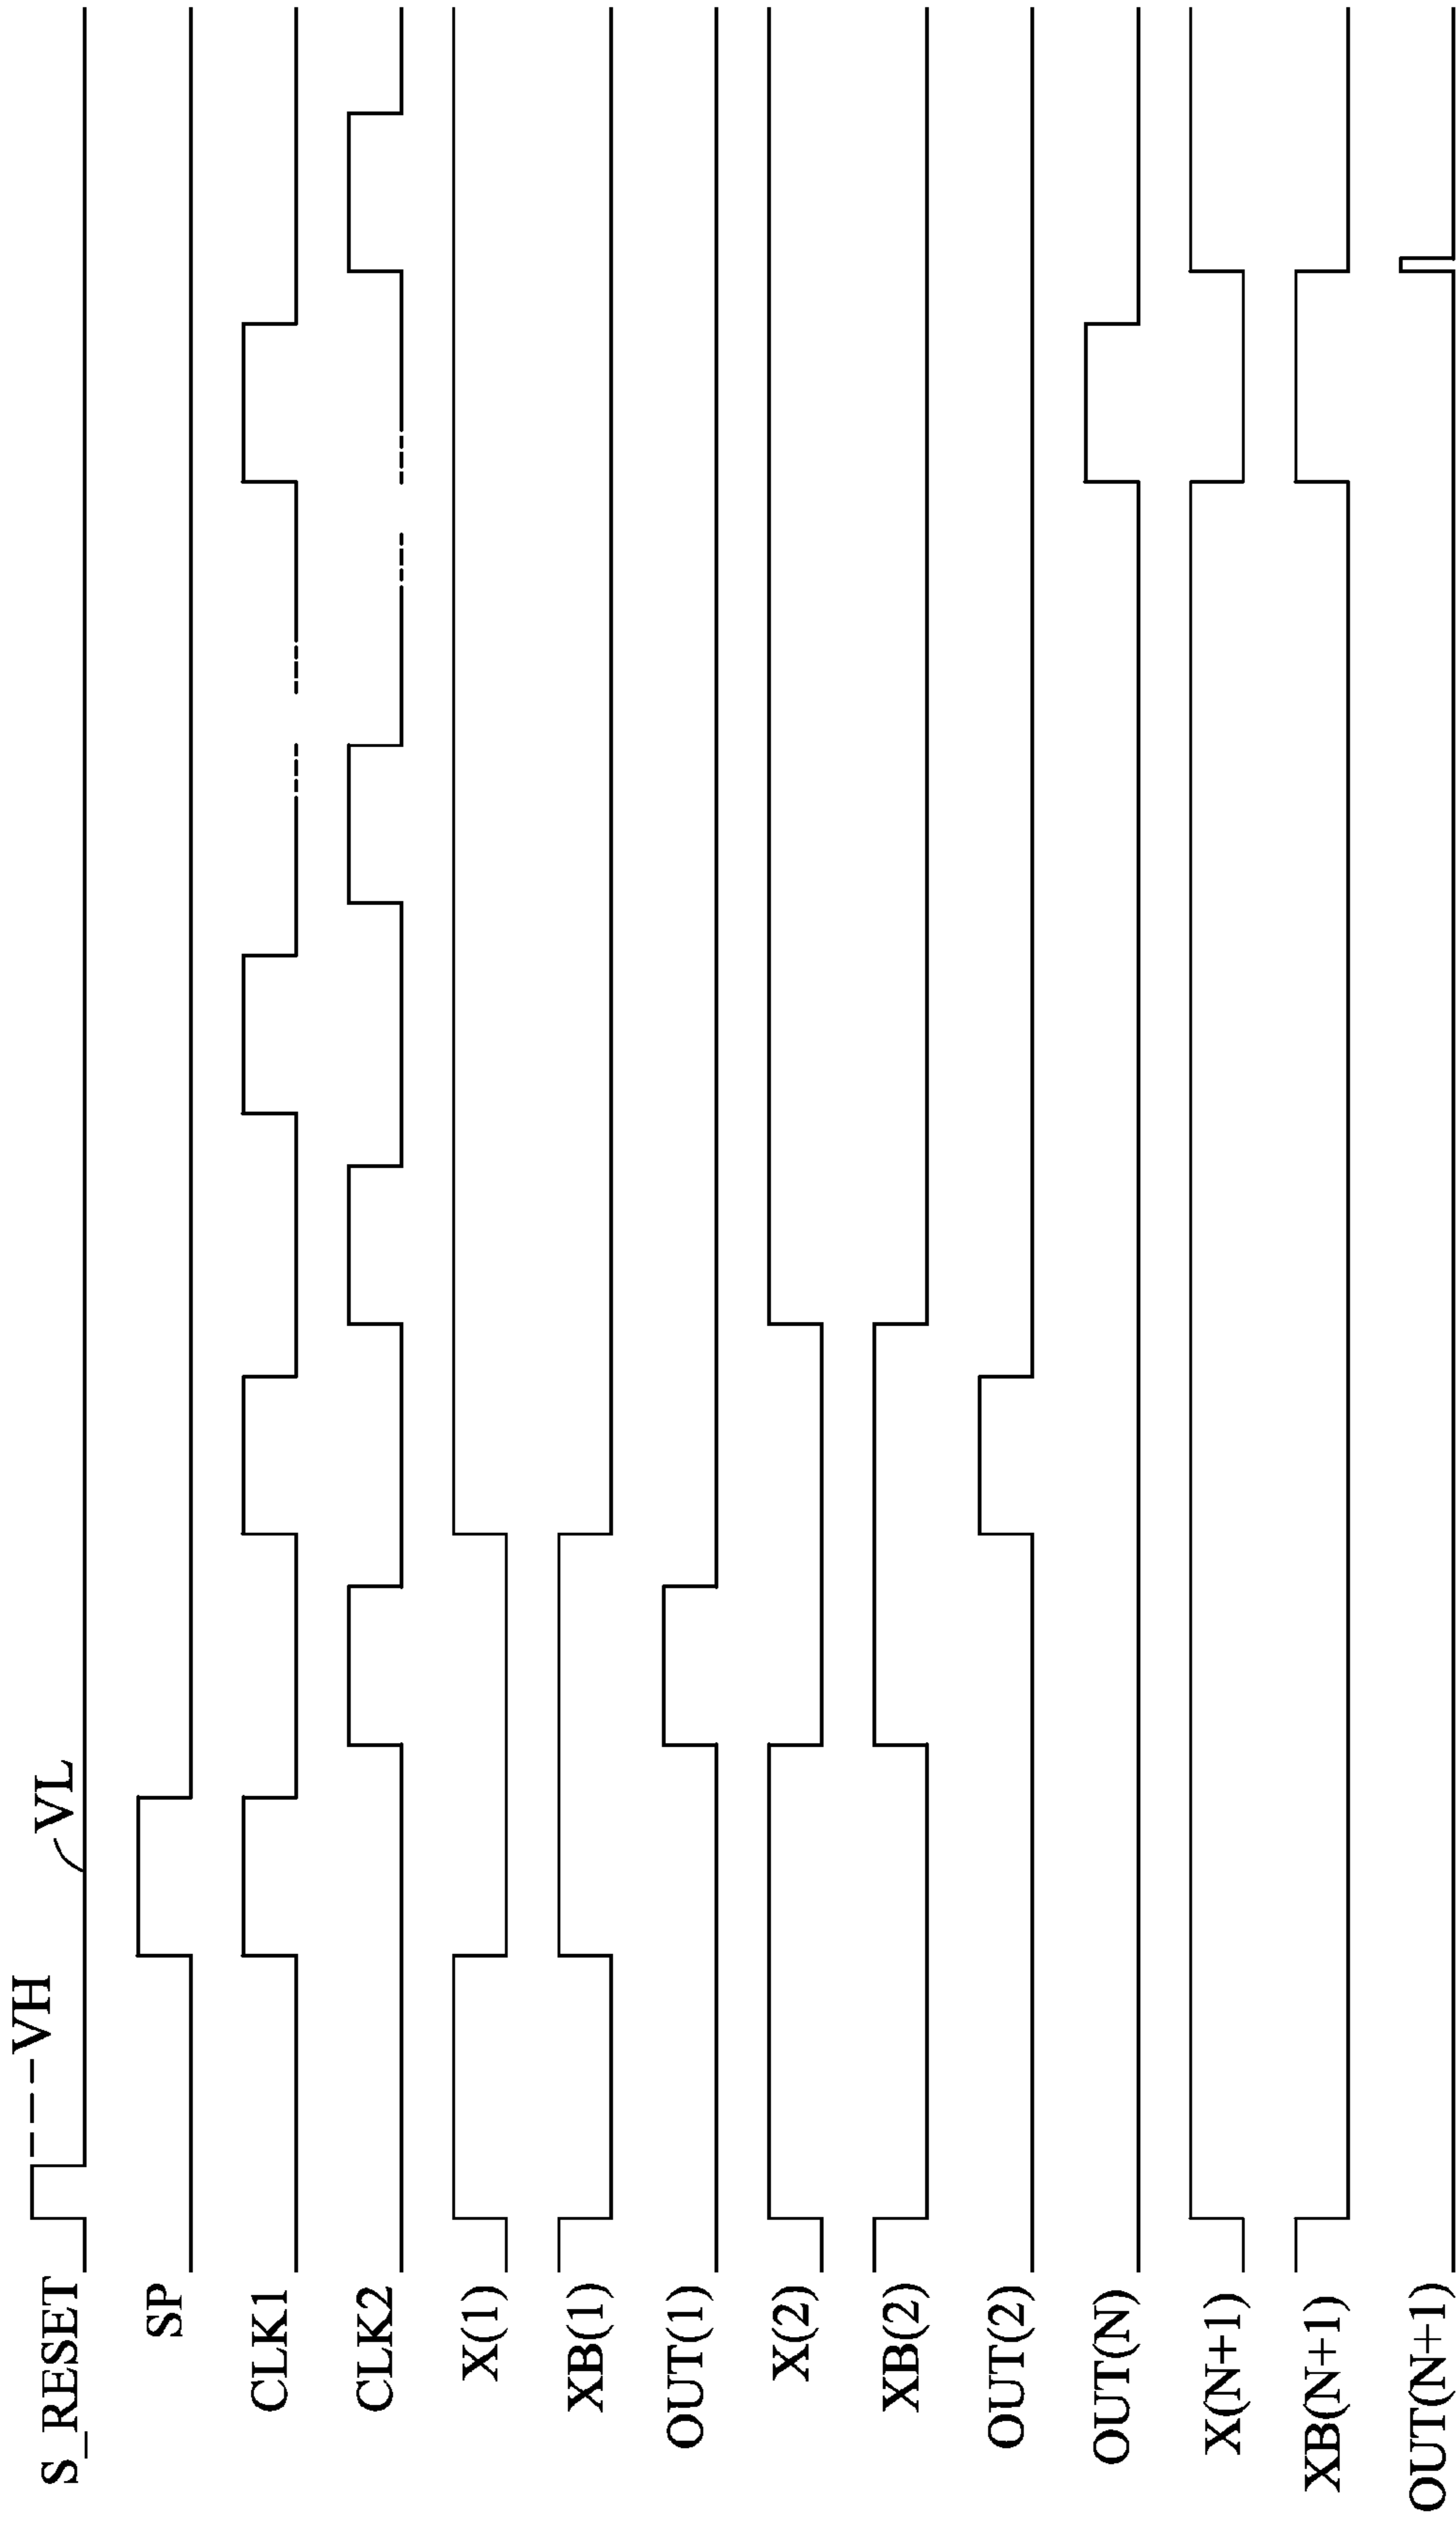 VH
VL
S_RESET
SP
CLK1
CLK2
X(1)
XB(1)
OUT(1)
X(2)
XB(2)
OUT(2)
OUT(N)
X(N+1)
XB(N+1)
OUT(N+1)